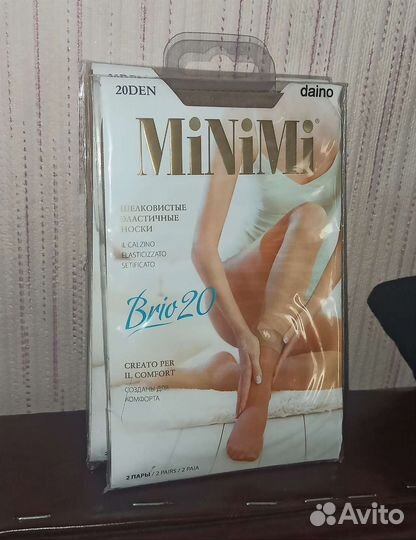 20DEN
daino
MiNiMi
ШЕЛКОВИСТЫЕ
ЭЛАСТИЧНЫЕ
НОСКИ
IL CALZINO
ELASTICIZZATO
SETIFICATO
Brio 20
CREATO PER
IL COMFORT
СОЗДАНЫ ДЛЯ
КОМФОРТА
2 ПАРЫ / 2 PAIRS / 2 PAIA
Avito